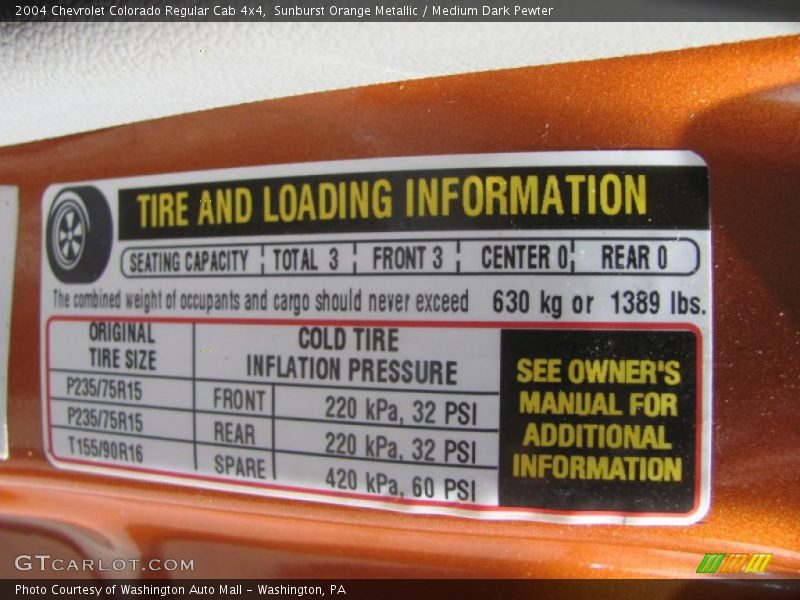 2004 Chevrolet Colorado Regular Cab 4x4,  Sunburst Orange Metallic / Medium Dark Pewter
TIRE AND LOADING INFORMATION
SEATING CAPACITY | TOTAL 3 | FRONT 3 | CENTER 0 | REAR 0
The combined weight of occupants and cargo should never exceed 630 kg or 1389 lbs.
ORIGINAL
TIRE SIZE
COLD TIRE
INFLATION PRESSURE
P235/75R15 FRONT 220 kPa, 32 PSI
P235/75R15 REAR 220 kPa, 32 PSI
T155/90R16 SPARE 420 kPa, 60 PSI
SEE OWNER'S
MANUAL FOR
ADDITIONAL
INFORMATION
GTCARLOT.COM
Photo Courtesy of Washington Auto Mall - Washington, PA